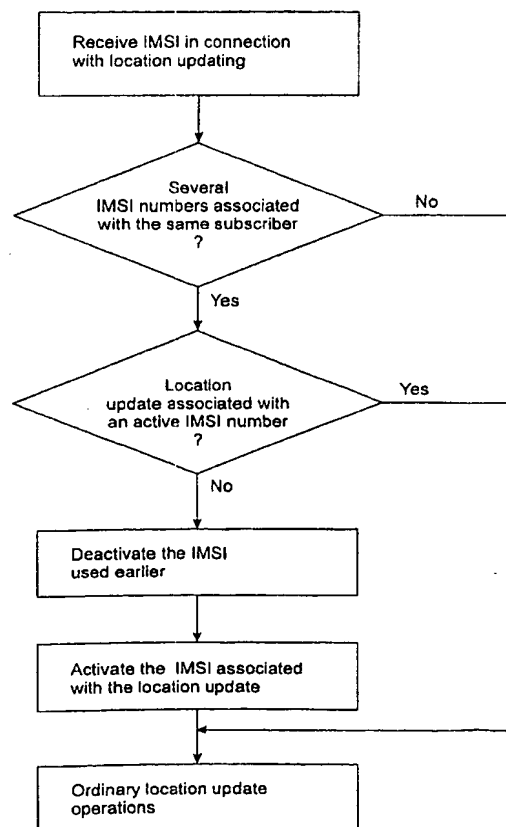 Receive IMSI in connection
with location updating
Several
IMSI numbers associated
with the same subscriber
?
No
Yes
Location
update associated with
an active IMSI number
?
Yes
No
Deactivate the IMSI
used earlier
Activate the IMSI associated
with the location update
Ordinary location update
operations